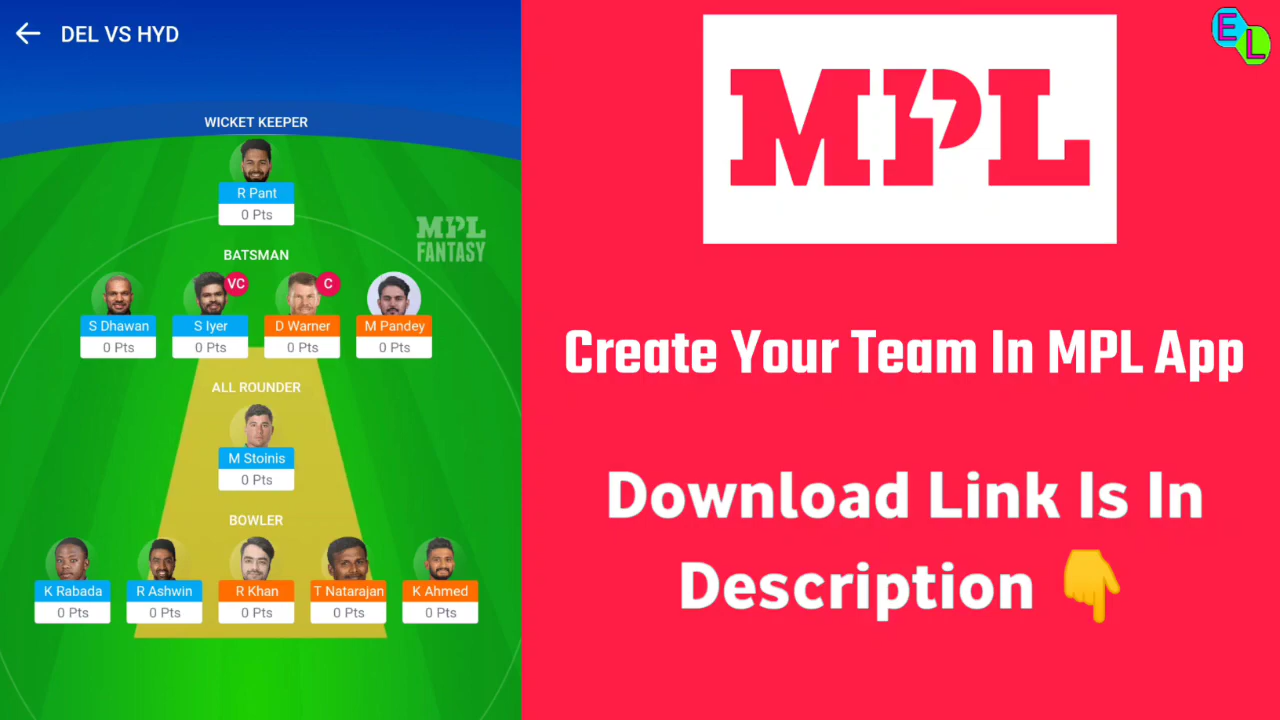 DEL VS HYD
WICKET KEEPER
R Pant
0 Pts
MPL
FANTASY
BATSMAN
VC
C
S Dhawan
S Iyer
D Warner
M Pandey
0 Pts
0 Pts
0 Pts
0 Pts
ALL ROUNDER
M Stoinis
0 Pts
BOWLER
K Rabada
R Ashwin
R Khan
T Natarajan
K Ahmed
0 Pts
0 Pts
0 Pts
0 Pts
0 Pts
MPL
EL
Create Your Team In MPL App
Download Link Is In
Description 👇